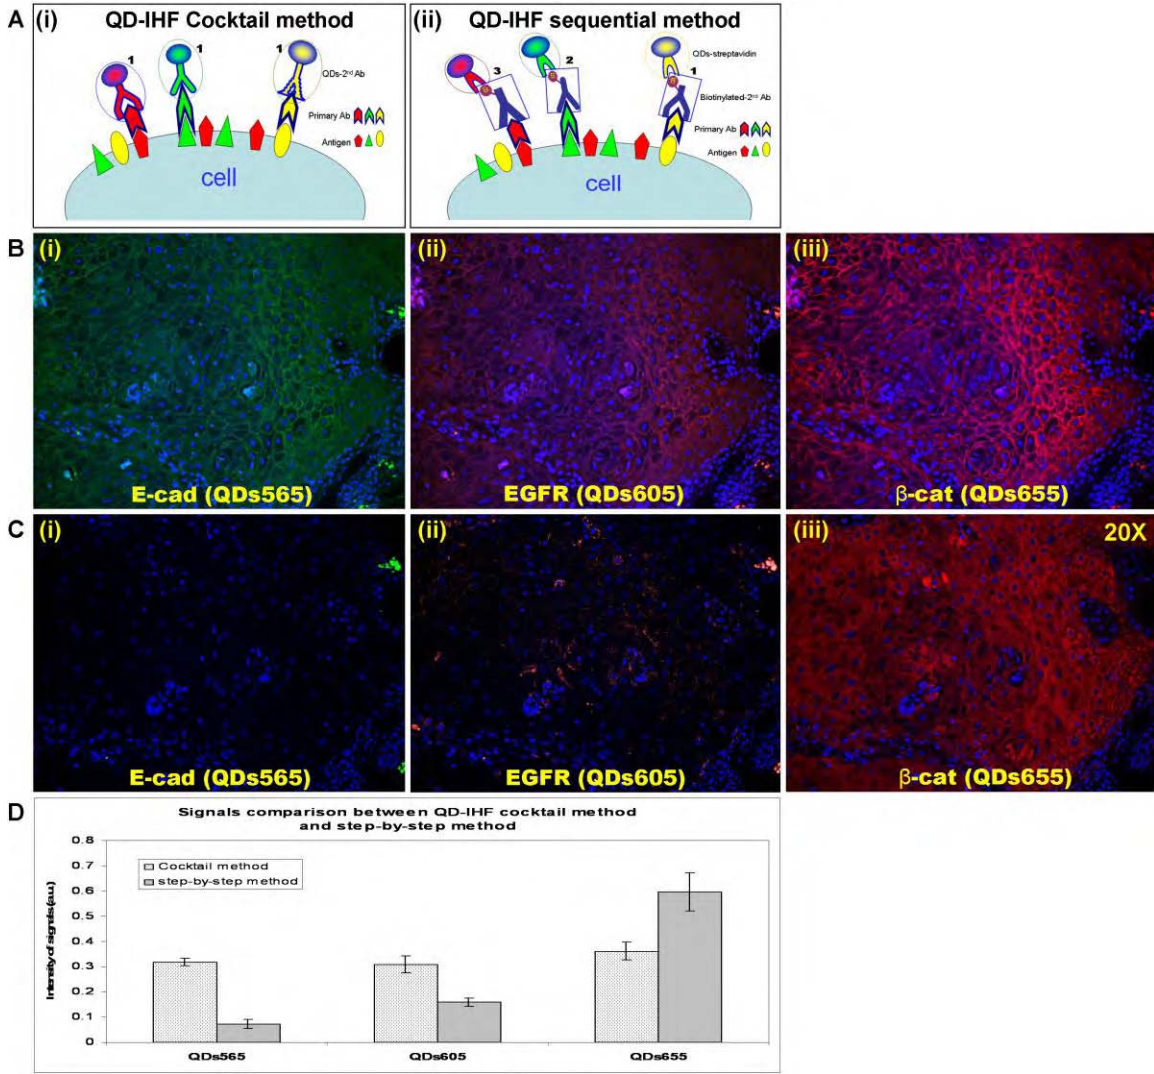 A
(i)
QD-IHF Cocktail method
1
1
1
QDs-2nd Ab
Primary Ab
Antigen
cell
(ii)
QD-IHF sequential method
3
2
1
QDs-streptavidin
Biotinylated-2nd Ab
Primary Ab
Antigen
cell
B
(i)
E-cad (QDs565)
(ii)
EGFR (QDs605)
(iii)
β-cat (QDs655)
C
(i)
E-cad (QDs565)
(ii)
EGFR (QDs605)
(iii)
20X
β-cat (QDs655)
D
Signals comparison between QD-IHF cocktail method
and step-by-step method
Intensity of signals (a.u.)
0.8
0.7
0.6
0.5
0.4
0.3
0.2
0.1
0
Cocktail method
step-by-step method
QDs565
QDs605
QDs655